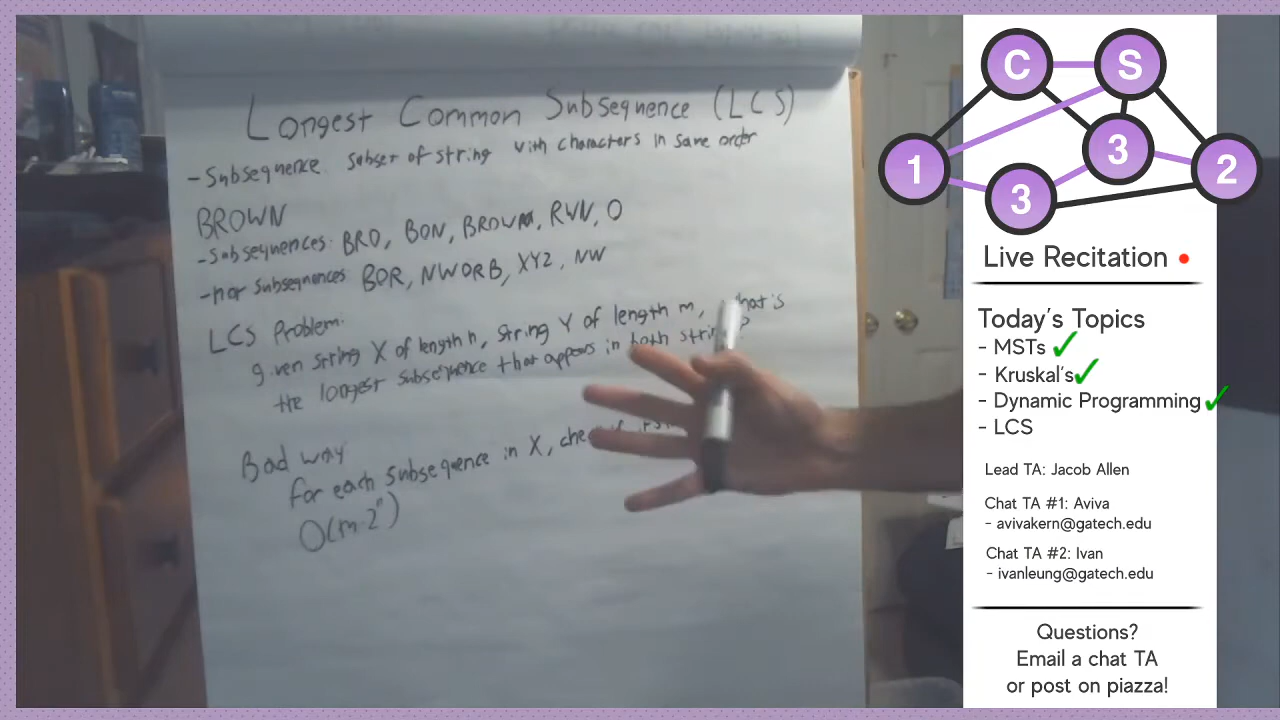 Longest Common Subsequence (LCS)
- Subsequence: subset of string with characters in same order
BROWN
- Subsequences: BRO, BON, BROWN, RWN, O
- not subsequences: BOR, NWORB, XYZ, NW
LCS Problem:
given string X of length n, string Y of length m, what is
the longest subsequence that appears in both strings?
Bad way
for each subsequence in X, check if
O(m·2ⁿ)
C S
1 3 3 2
Live Recitation
Today's Topics
- MSTs ✓
- Kruskal's ✓
- Dynamic Programming ✓
- LCS
Lead TA: Jacob Allen
Chat TA #1: Aviva
- avivakern@gatech.edu
Chat TA #2: Ivan
- ivanleung@gatech.edu
Questions?
Email a chat TA
or post on piazza!